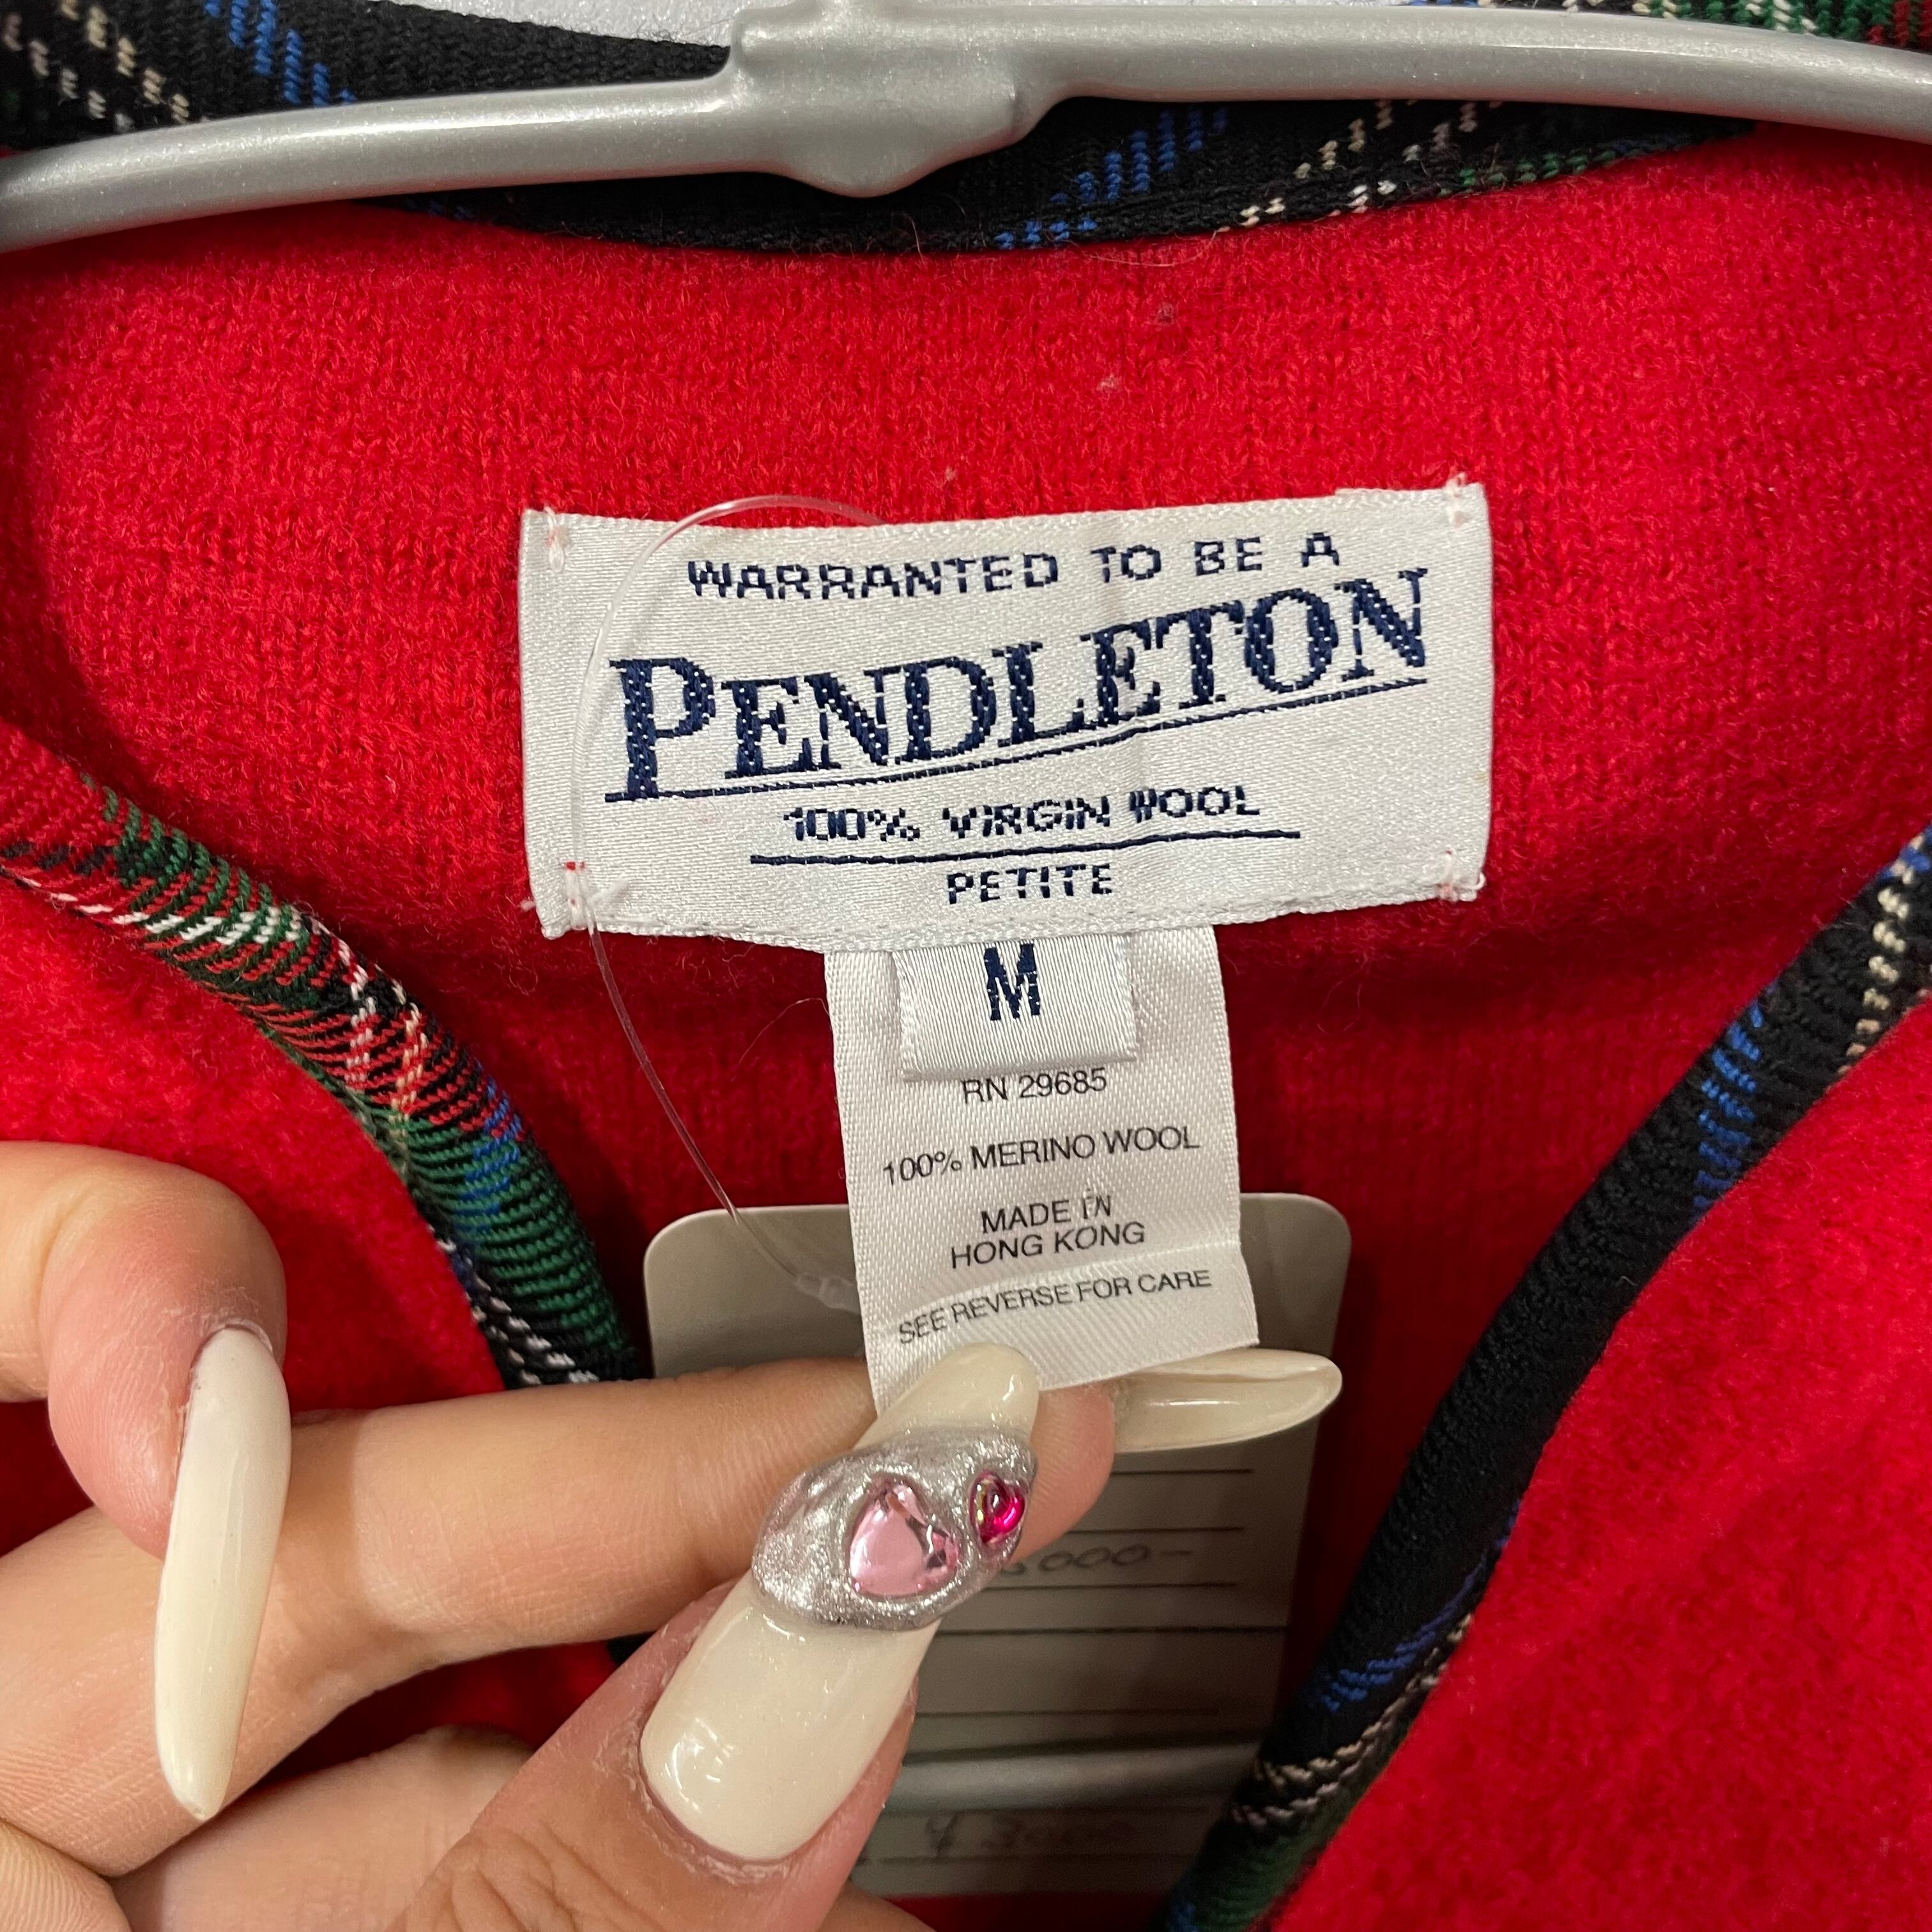 WARRANTED TO BE A
PENDLETON
100% VIRGIN WOOL
PETITE
M
RN 29685
100% MERINO WOOL
MADE IN
HONG KONG
SEE REVERSE FOR CARE